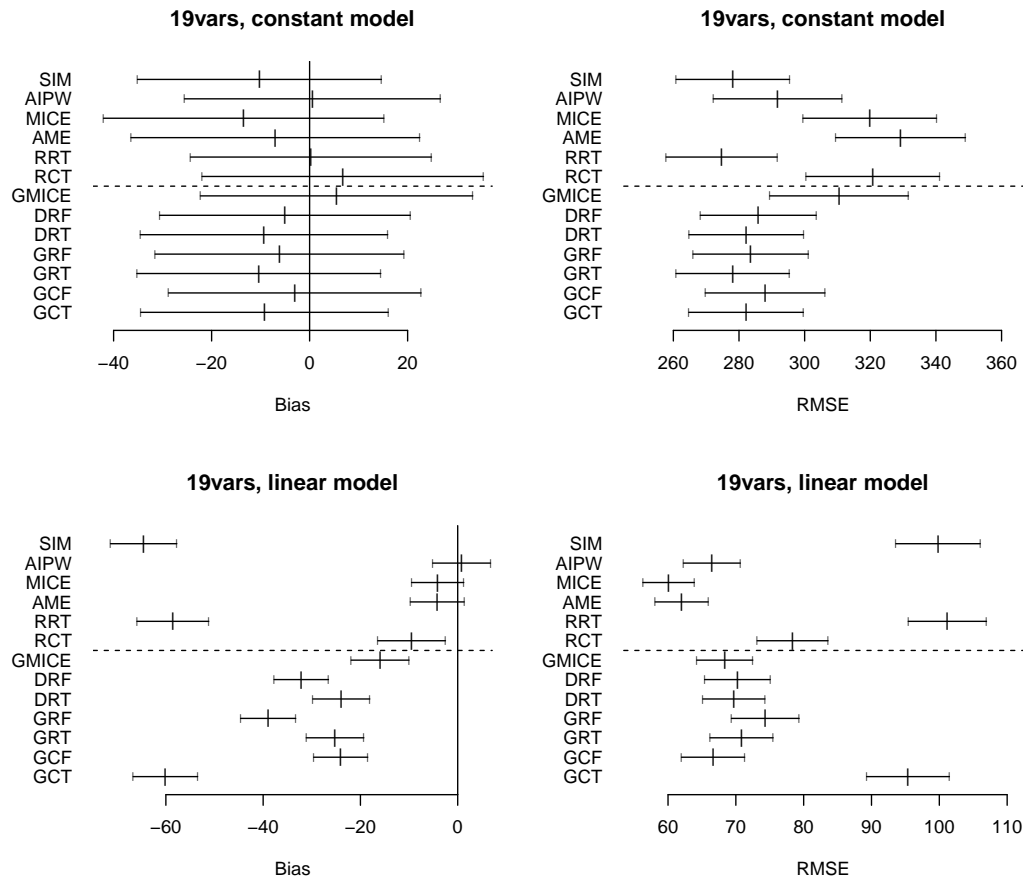 19vars, constant model
SIM
AIPW
MICE
AME
RRT
RCT
GMICE
DRF
DRT
GRF
GRT
GCF
GCT
−40 −20 0 20
Bias
19vars, constant model
SIM
AIPW
MICE
AME
RRT
RCT
GMICE
DRF
DRT
GRF
GRT
GCF
GCT
260 280 300 320 340 360
RMSE
19vars, linear model
SIM
AIPW
MICE
AME
RRT
RCT
GMICE
DRF
DRT
GRF
GRT
GCF
GCT
−60 −40 −20 0
Bias
19vars, linear model
SIM
AIPW
MICE
AME
RRT
RCT
GMICE
DRF
DRT
GRF
GRT
GCF
GCT
60 70 80 90 100 110
RMSE